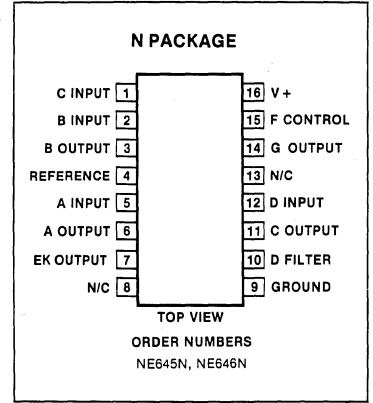 N PACKAGE
C INPUT 1
B INPUT 2
B OUTPUT 3
REFERENCE 4
A INPUT 5
A OUTPUT 6
EK OUTPUT 7
N/C 8
16 V+
15 F CONTROL
14 G OUTPUT
13 N/C
12 D INPUT
11 C OUTPUT
10 D FILTER
9 GROUND
TOP VIEW
ORDER NUMBERS
NE645N, NE646N